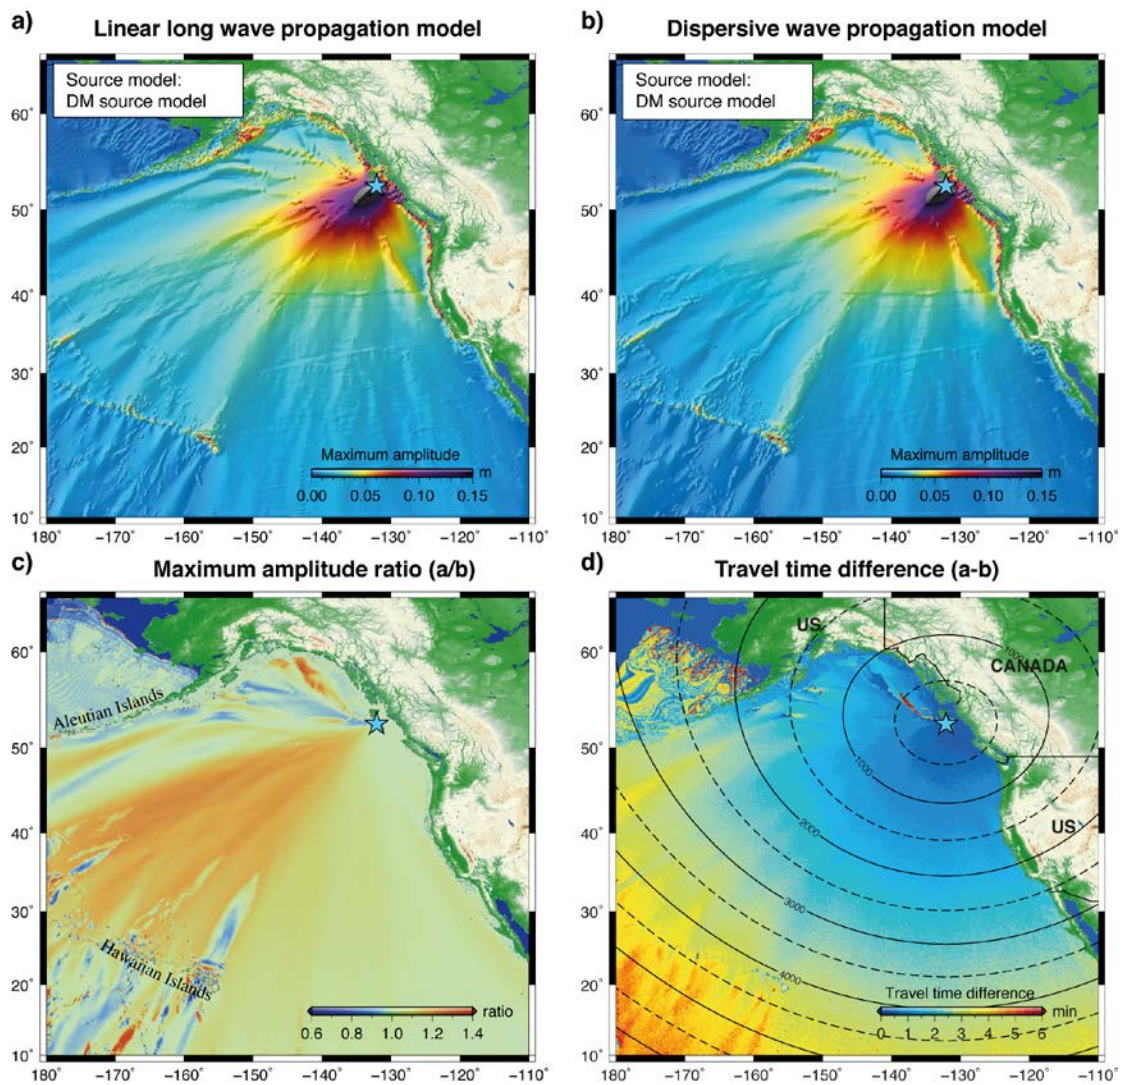 a) Linear long wave propagation model
Source model:
DM source model
60˚
50˚
40˚
30˚
20˚
10˚
Maximum amplitude
m
0.00 0.05 0.10 0.15
−180˚ −170˚ −160˚ −150˚ −140˚ −130˚ −120˚ −110˚
b) Dispersive wave propagation model
Source model:
DM source model
60˚
50˚
40˚
30˚
20˚
10˚
Maximum amplitude
m
0.00 0.05 0.10 0.15
−180˚ −170˚ −160˚ −150˚ −140˚ −130˚ −120˚ −110˚
c) Maximum amplitude ratio (a/b)
60˚
50˚
40˚
30˚
20˚
10˚
Aleutian Islands
Hawaiian Islands
ratio
0.6 0.8 1.0 1.2 1.4
−180˚ −170˚ −160˚ −150˚ −140˚ −130˚ −120˚ −110˚
d) Travel time difference (a-b)
60˚
50˚
40˚
30˚
20˚
10˚
US
1000
CANADA
1000
2000
US
3000
4000
Travel time difference
min
0 1 2 3 4 5 6
−180˚ −170˚ −160˚ −150˚ −140˚ −130˚ −120˚ −110˚